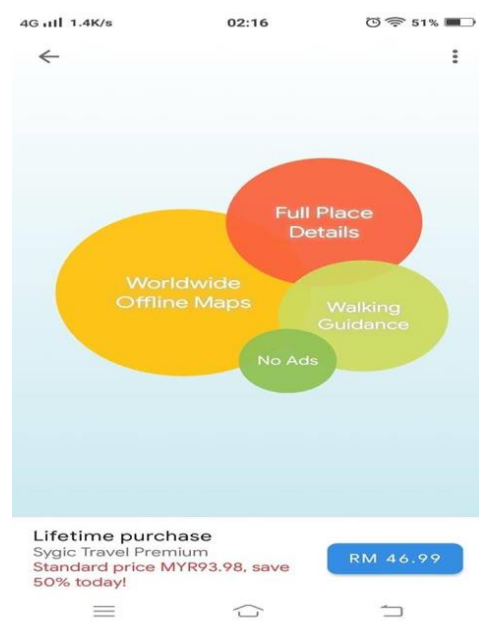 4G 1.4K/s 02:16 51%
Full Place
Details
Worldwide
Offline Maps
Walking
Guidance
No Ads
Lifetime purchase
Sygic Travel Premium
Standard price MYR93.98, save
50% today!
RM 46.99